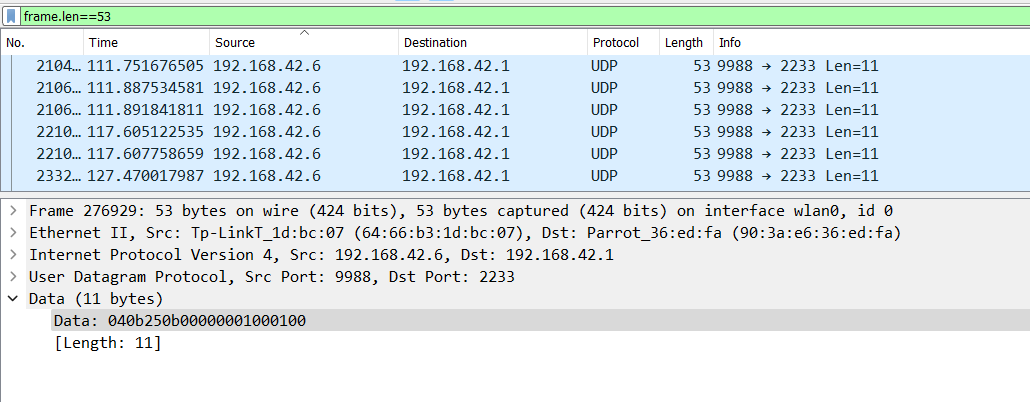 frame.len==53
No. Time Source Destination Protocol Length Info
2104… 111.751676505 192.168.42.6 192.168.42.1 UDP 53 9988 → 2233 Len=11
2106… 111.887534581 192.168.42.6 192.168.42.1 UDP 53 9988 → 2233 Len=11
2106… 111.891841811 192.168.42.6 192.168.42.1 UDP 53 9988 → 2233 Len=11
2210… 117.605122535 192.168.42.6 192.168.42.1 UDP 53 9988 → 2233 Len=11
2210… 117.607758659 192.168.42.6 192.168.42.1 UDP 53 9988 → 2233 Len=11
2332… 127.470017987 192.168.42.6 192.168.42.1 UDP 53 9988 → 2233 Len=11
Frame 276929: 53 bytes on wire (424 bits), 53 bytes captured (424 bits) on interface wlan0, id 0
Ethernet II, Src: Tp-LinkT_1d:bc:07 (64:66:b3:1d:bc:07), Dst: Parrot_36:ed:fa (90:3a:e6:36:ed:fa)
Internet Protocol Version 4, Src: 192.168.42.6, Dst: 192.168.42.1
User Datagram Protocol, Src Port: 9988, Dst Port: 2233
Data (11 bytes)
Data: 040b250b00000001000100
[Length: 11]